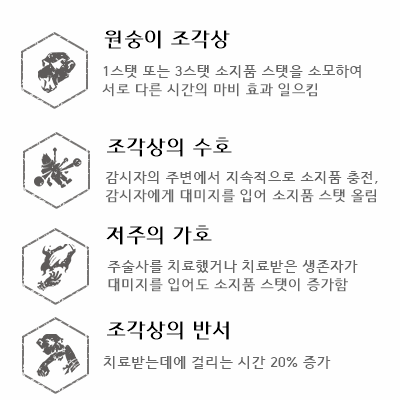 원숭이 조각상
1스탯 또는 3스탯 소지품 스탯을 소모하여
서로 다른 시간의 마비 효과 일으킴
조각상의 수호
감시자의 주변에서 지속적으로 소지품 충전,
감시자에게 대미지를 입어 소지품 스탯 올림
저주의 가호
주술사를 치료했거나 치료받은 생존자가
대미지를 입어도 소지품 스탯이 증가함
조각상의 반서
치료받는데에 걸리는 시간 20% 증가